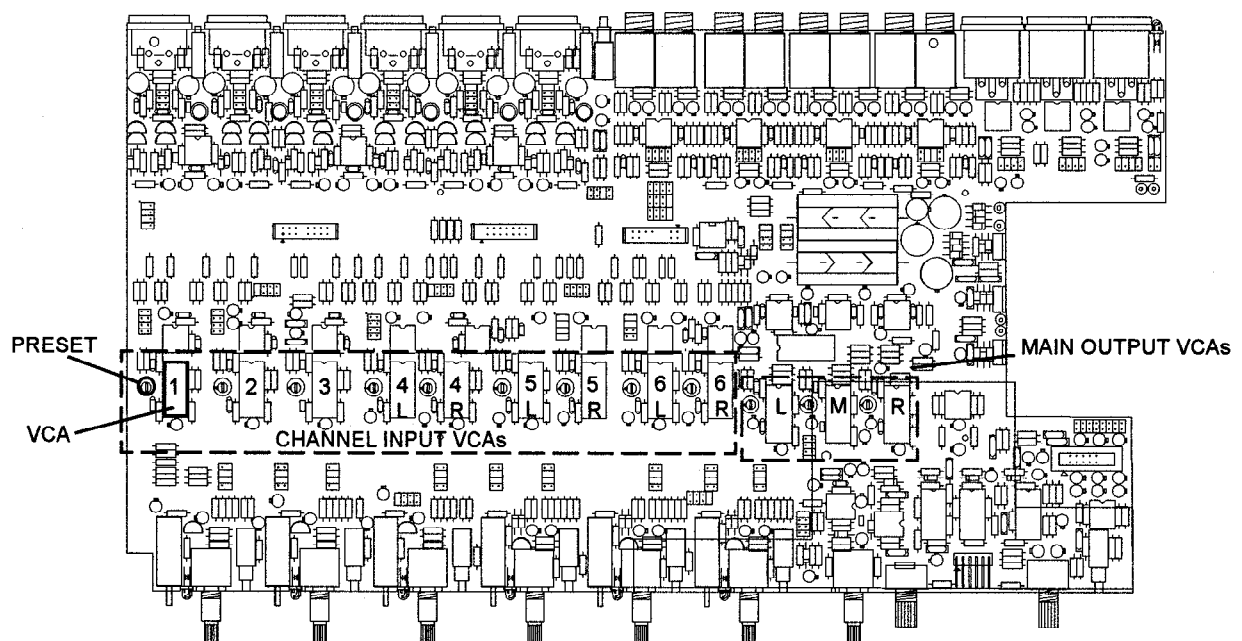 PRESET
MAIN OUTPUT VCAs
1 2 3 4 4 5 5 6 6 L M R
L R L R L R
VCA
CHANNEL INPUT VCAs